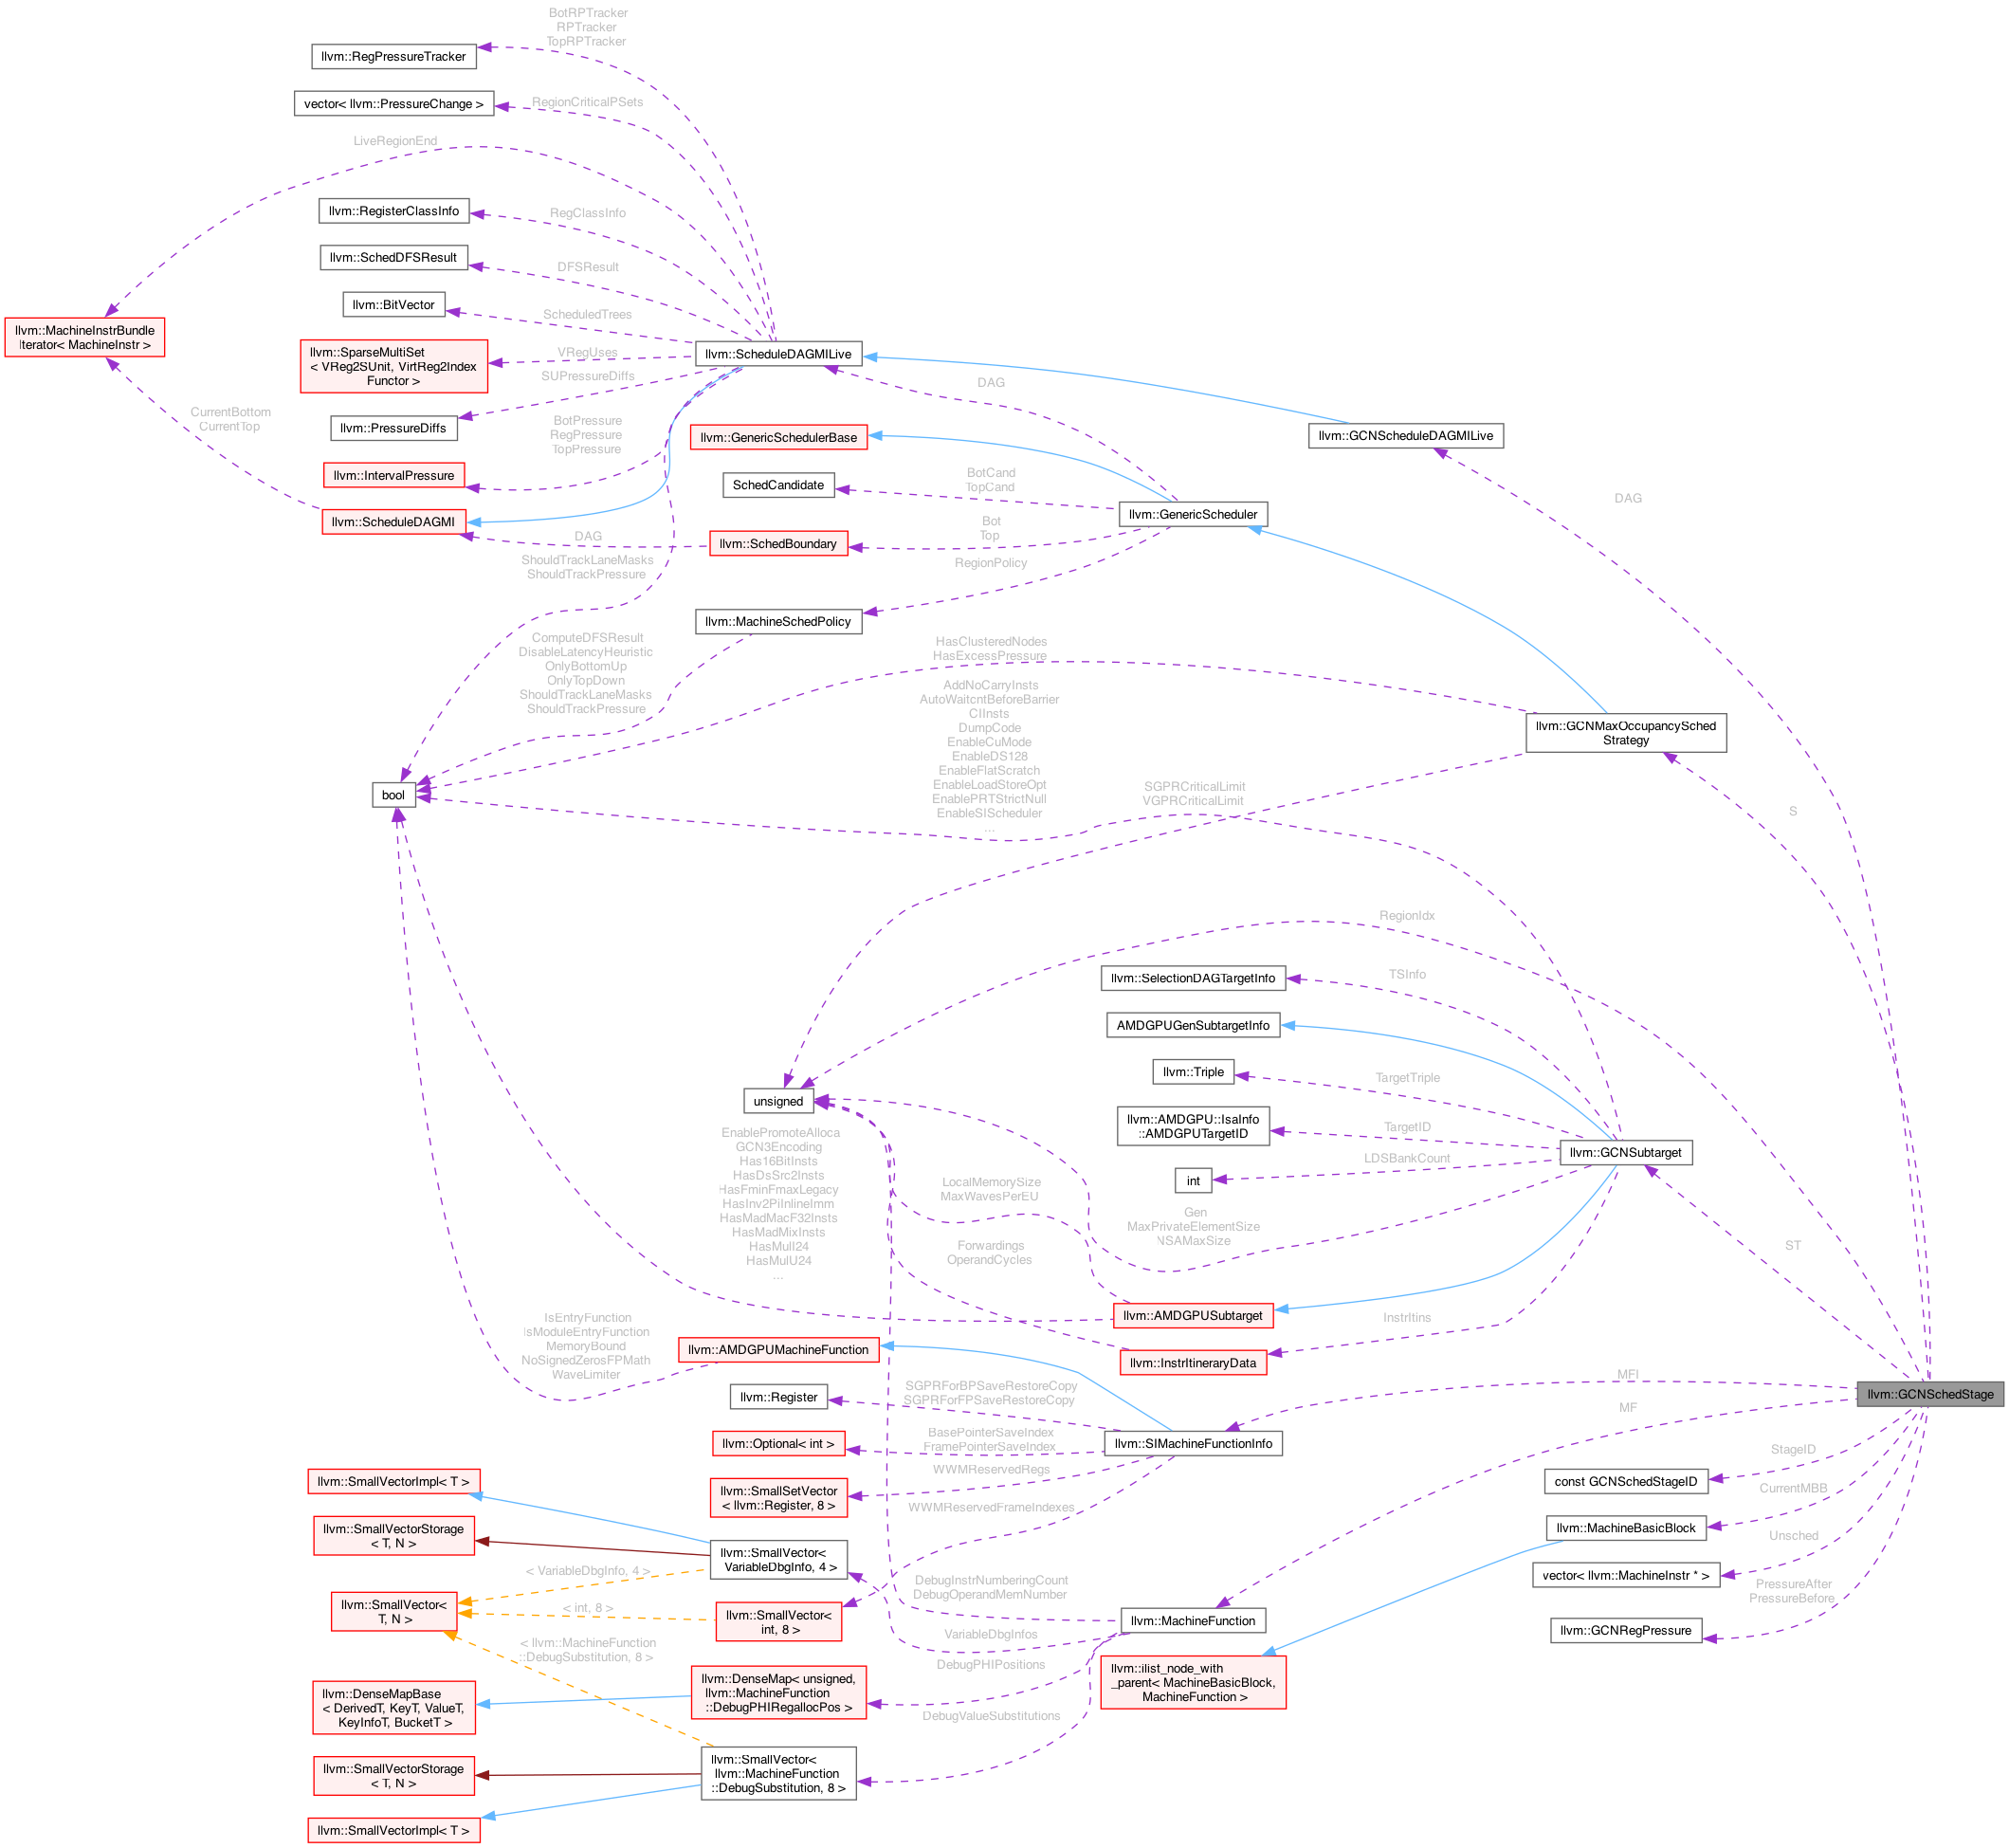 BotRPTracker
RPTracker
TopRPTracker
llvm::RegPressureTracker
vector< llvm::PressureChange >
RegionCriticalPSets
LiveRegionEnd
llvm::RegisterClassInfo
RegClassInfo
llvm::SchedDFSResult
DFSResult
llvm::BitVector
ScheduledTrees
llvm::MachineInstrBundle
Iterator< MachineInstr >
llvm::SparseMultiSet
< VReg2SUnit, VirtReg2Index
Functor >
VRegUses
llvm::ScheduleDAGMILive
SUPressureDiffs
DAG
CurrentBottom
CurrentTop
llvm::PressureDiffs
BotPressure
RegPressure
TopPressure
llvm::GenericSchedulerBase
llvm::GCNScheduleDAGMILive
llvm::IntervalPressure
SchedCandidate
BotCand
TopCand
DAG
llvm::ScheduleDAGMI
llvm::GenericScheduler
DAG
llvm::SchedBoundary
Bot
Top
ShouldTrackLaneMasks
ShouldTrackPressure
RegionPolicy
llvm::MachineSchedPolicy
ComputeDFSResult
DisableLatencyHeuristic
OnlyBottomUp
OnlyTopDown
ShouldTrackLaneMasks
ShouldTrackPressure
HasClusteredNodes
HasExcessPressure
AddNoCarryInsts
AutoWaitcntBeforeBarrier
CIInsts
DumpCode
EnableCuMode
EnableDS128
EnableFlatScratch
EnableLoadStoreOpt
EnablePRTStrictNull
EnableSIScheduler
...
llvm::GCNMaxOccupancySched
Strategy
bool
SGPRCriticalLimit
VGPRCriticalLimit
S
RegionIdx
llvm::SelectionDAGTargetInfo
TSInfo
AMDGPUGenSubtargetInfo
llvm::Triple
TargetTriple
unsigned
llvm::AMDGPU::IsaInfo
::AMDGPUTargetID
TargetID
llvm::GCNSubtarget
int
LDSBankCount
EnablePromoteAlloca
GCN3Encoding
Has16BitInsts
HasDsSrc2Insts
HasFminFmaxLegacy
HasInv2PiInlineImm
HasMadMacF32Insts
HasMadMixInsts
HasMulI24
HasMulU24
...
LocalMemorySize
MaxWavesPerEU
Gen
MaxPrivateElementSize
NSAMaxSize
ST
Forwardings
OperandCycles
llvm::AMDGPUSubtarget
InstrItins
IsEntryFunction
IsModuleEntryFunction
MemoryBound
NoSignedZerosFPMath
WaveLimiter
llvm::AMDGPUMachineFunction
llvm::InstrItineraryData
MFI
llvm::GCNSchedStage
llvm::Register
SGPRForBPSaveRestoreCopy
SGPRForFPSaveRestoreCopy
MF
llvm::Optional< int >
BasePointerSaveIndex
FramePointerSaveIndex
llvm::SIMachineFunctionInfo
StageID
WWMReservedRegs
const GCNSchedStageID
CurrentMBB
llvm::SmallVectorImpl< T >
llvm::SmallSetVector
< llvm::Register, 8 >
WWMReservedFrameIndexes
llvm::MachineBasicBlock
Unsched
llvm::SmallVectorStorage
< T, N >
llvm::SmallVector<
VariableDbgInfo, 4 >
< VariableDbgInfo, 4 >
vector< llvm::MachineInstr * >
PressureAfter
PressureBefore
DebugInstrNumberingCount
DebugOperandMemNumber
llvm::SmallVector<
T, N >
< int, 8 >
llvm::SmallVector<
int, 8 >
llvm::MachineFunction
llvm::GCNRegPressure
VariableDbgInfos
< llvm::MachineFunction
::DebugSubstitution, 8 >
DebugPHIPositions
llvm::ilist_node_with
_parent< MachineBasicBlock,
MachineFunction >
llvm::DenseMapBase
< DerivedT, KeyT, ValueT,
KeyInfoT, BucketT >
llvm::DenseMap< unsigned,
llvm::MachineFunction
::DebugPHIRegallocPos >
DebugValueSubstitutions
llvm::SmallVectorStorage
< T, N >
llvm::SmallVector<
llvm::MachineFunction
::DebugSubstitution, 8 >
llvm::SmallVectorImpl< T >